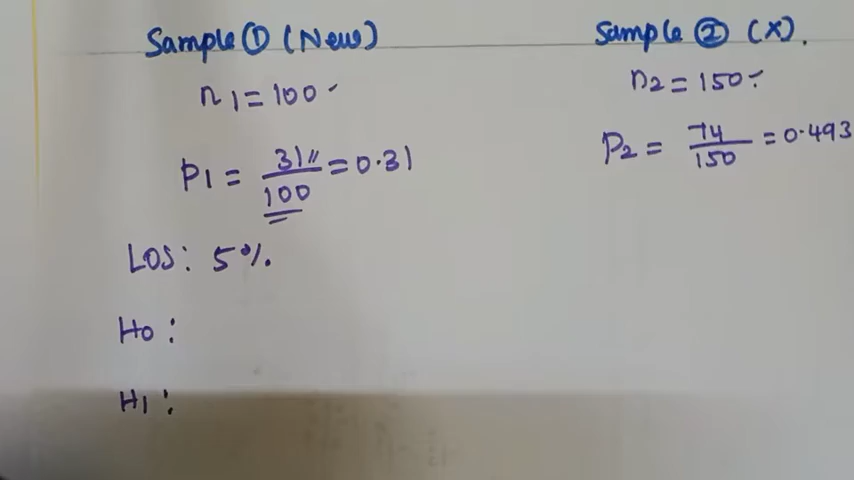 Sample ① (New)
Sample ② (X).
n1 = 100
n2 = 150
P1 = 31/100 = 0.31
P2 = 74/150 = 0.493
LOS: 5%.
H0 :
H1 :